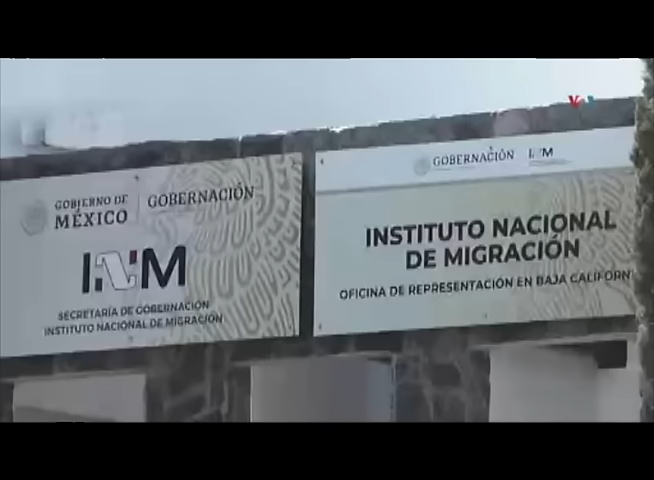 GOBIERNO DE
MÉXICO
GOBERNACIÓN
INM
SECRETARÍA DE GOBERNACIÓN
INSTITUTO NACIONAL DE MIGRACIÓN
GOBERNACIÓN
INM
INSTITUTO NACIONAL
DE MIGRACIÓN
OFICINA DE REPRESENTACIÓN EN BAJA CALIFORN